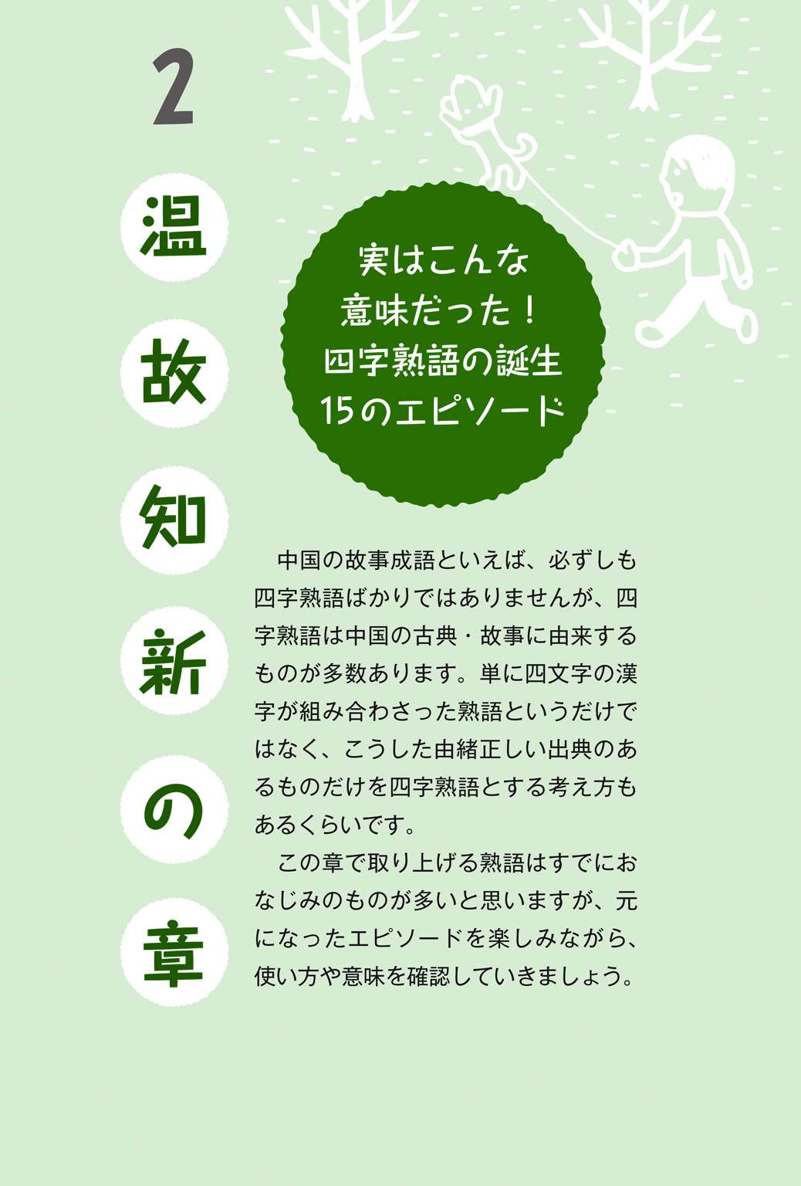 2
温故知新の章
実はこんな
意味だった！
四字熟語の誕生
15のエピソード
　中国の故事成語といえば、必ずしも
四字熟語ばかりではありませんが、四
字熟語は中国の古典・故事に由来する
ものが多数あります。単に四文字の漢
字が組み合わさった熟語というだけで
はなく、こうした由緒正しい出典のあ
るものだけを四字熟語とする考え方も
あるくらいです。
　この章で取り上げる熟語はすでにお
なじみのものが多いと思いますが、元
になったエピソードを楽しみながら、
使い方や意味を確認していきましょう。